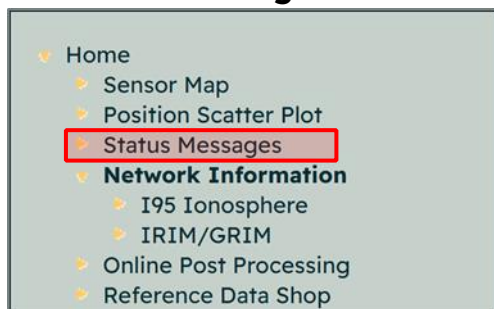 Home
Sensor Map
Position Scatter Plot
Status Messages
Network Information
I95 Ionosphere
IRIM/GRIM
Online Post Processing
Reference Data Shop